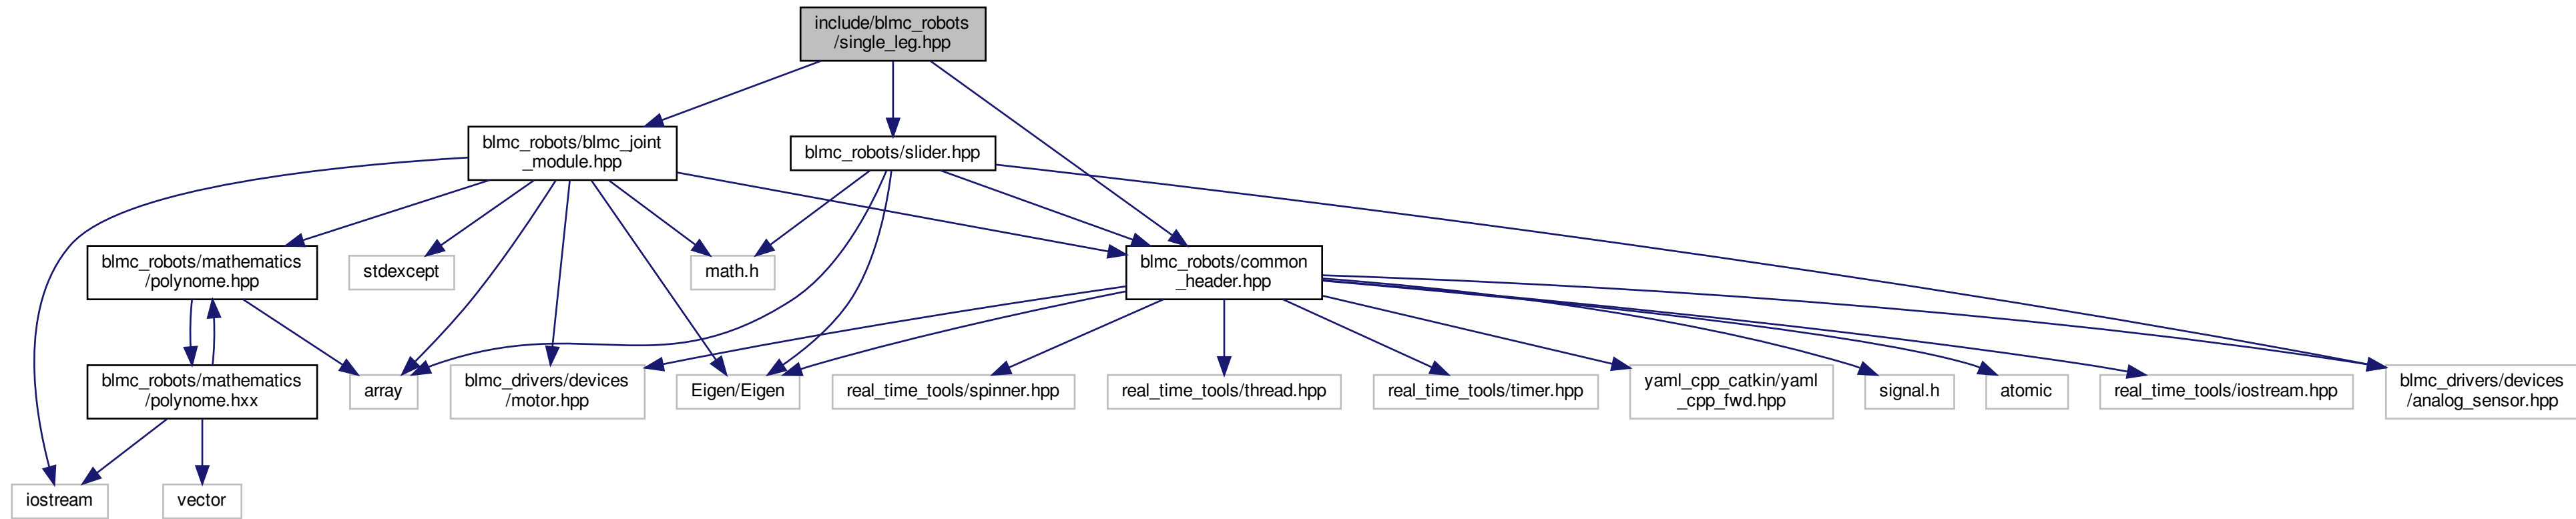 include/blmc_robots
/single_leg.hpp
blmc_robots/blmc_joint
_module.hpp
blmc_robots/slider.hpp
blmc_robots/mathematics
/polynome.hpp
stdexcept
math.h
blmc_robots/common
_header.hpp
blmc_robots/mathematics
/polynome.hxx
array
blmc_drivers/devices
/motor.hpp
Eigen/Eigen
real_time_tools/spinner.hpp
real_time_tools/thread.hpp
real_time_tools/timer.hpp
yaml_cpp_catkin/yaml
_cpp_fwd.hpp
signal.h
atomic
real_time_tools/iostream.hpp
blmc_drivers/devices
/analog_sensor.hpp
iostream
vector